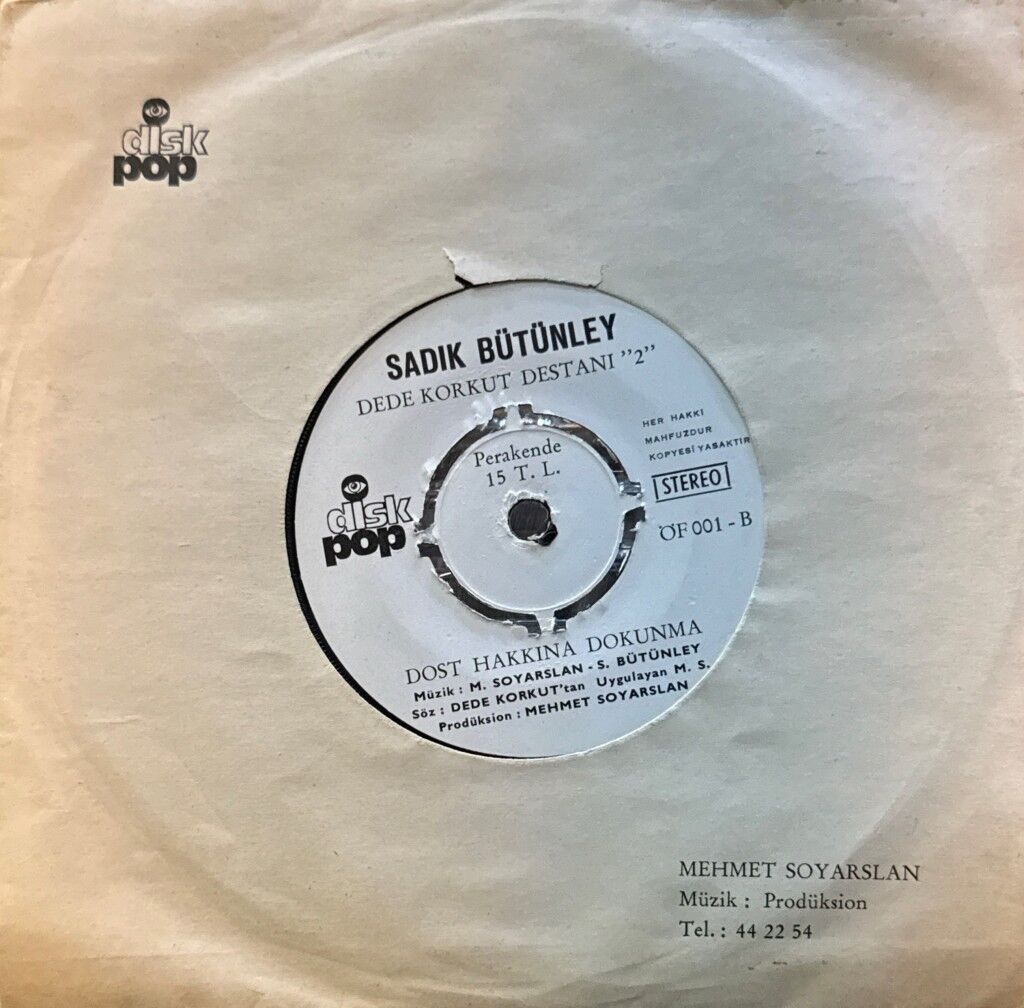 disk
pop
SADIK BÜTÜNLEY
DEDE KORKUT DESTANI ”2”
HER HAKKI
MAHFUZDUR
KOPYESİ YASAKTIR
Perakende
15 T. L.
STEREO
disk
pop
ÖF 001 - B
DOST HAKKINA DOKUNMA
Müzik : M. SOYARSLAN - S. BÜTÜNLEY
Söz : DEDE KORKUT'tan Uygulayan M. S.
Prodüksion : MEHMET SOYARSLAN
MEHMET SOYARSLAN
Müzik : Prodüksion
Tel. : 44 22 54